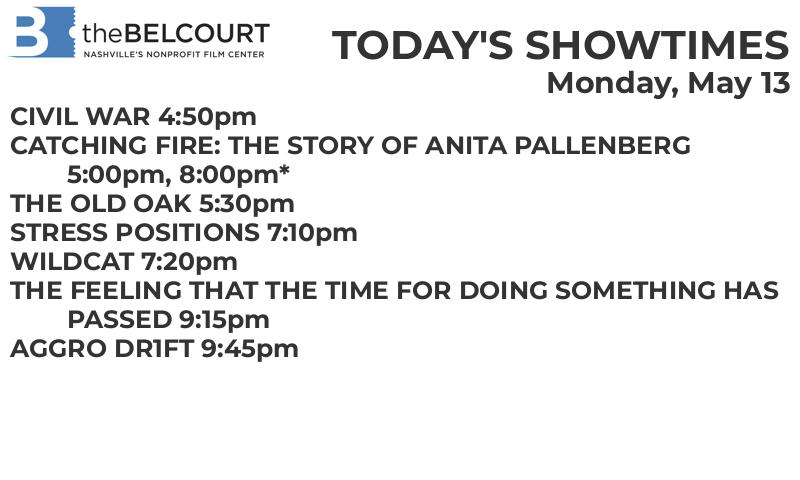 B theBELCOURT
NASHVILLE'S NONPROFIT FILM CENTER
TODAY'S SHOWTIMES
Monday, May 13
CIVIL WAR 4:50pm
CATCHING FIRE: THE STORY OF ANITA PALLENBERG
5:00pm, 8:00pm*
THE OLD OAK 5:30pm
STRESS POSITIONS 7:10pm
WILDCAT 7:20pm
THE FEELING THAT THE TIME FOR DOING SOMETHING HAS
PASSED 9:15pm
AGGRO DR1FT 9:45pm